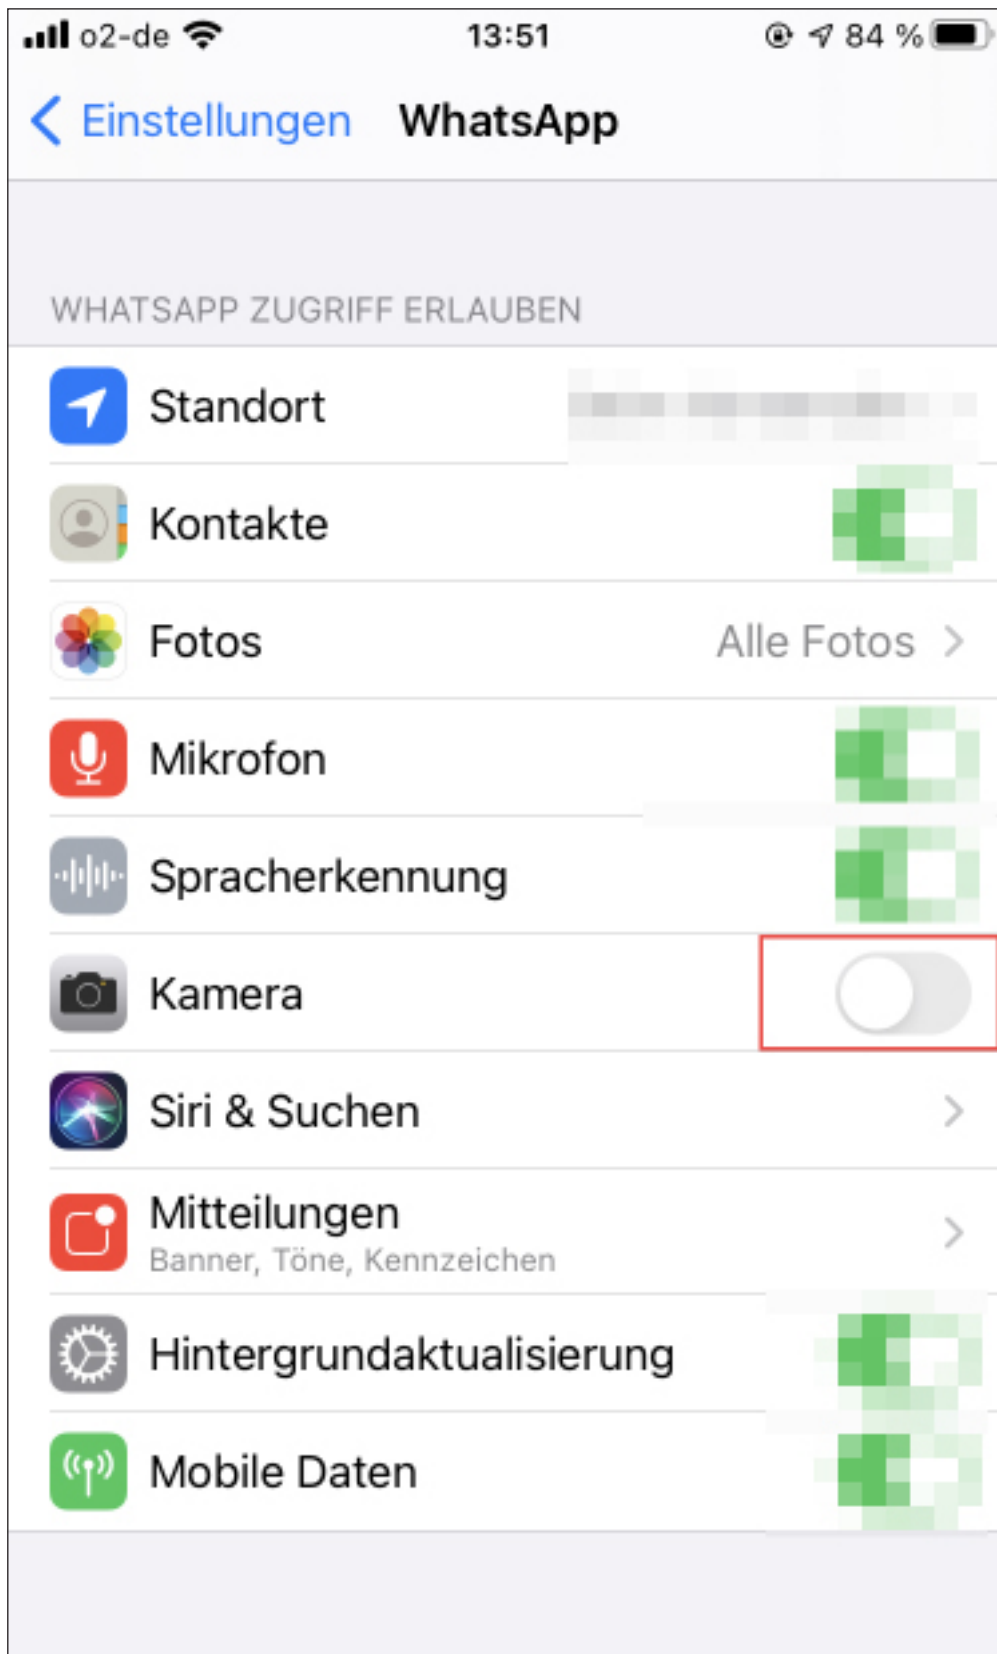 o2-de 13:51 84 %
Einstellungen WhatsApp
WHATSAPP ZUGRIFF ERLAUBEN
Standort
Kontakte
Fotos Alle Fotos
Mikrofon
Spracherkennung
Kamera
Siri & Suchen
Mitteilungen
Banner, Töne, Kennzeichen
Hintergrundaktualisierung
Mobile Daten